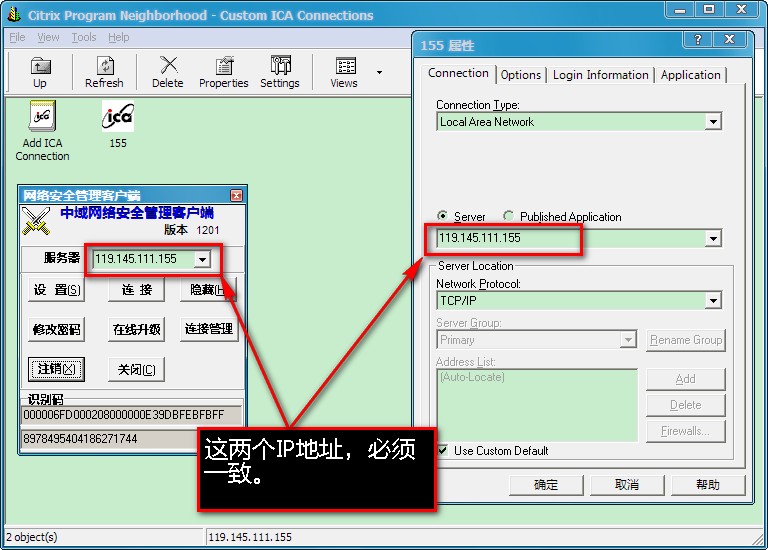 Citrix Program Neighborhood - Custom ICA Connections
File View Tools Help
Up Refresh Delete Properties Settings Views
Add ICA Connection
155
网络安全管理客户端
中域网络安全管理客户端
版本 1201
服务器 119.145.111.155
设 置(S) 连 接 隐藏(H)
修改密码 在线升级 连接管理
注销(X) 关闭(C)
识别码
000006FD000208000000E39DBFEBFBFF
8978495404186271744
155 属性
Connection Options Login Information Application
Connection Type:
Local Area Network
Server Published Application
119.145.111.155
Server Location
Network Protocol:
TCP/IP
Server Group:
Primary Rename Group
Address List:
(Auto-Locate) Add
Delete
Firewalls...
Use Custom Default
确定 取消 帮助
这两个IP地址，必须
一致。
2 object(s) 119.145.111.155